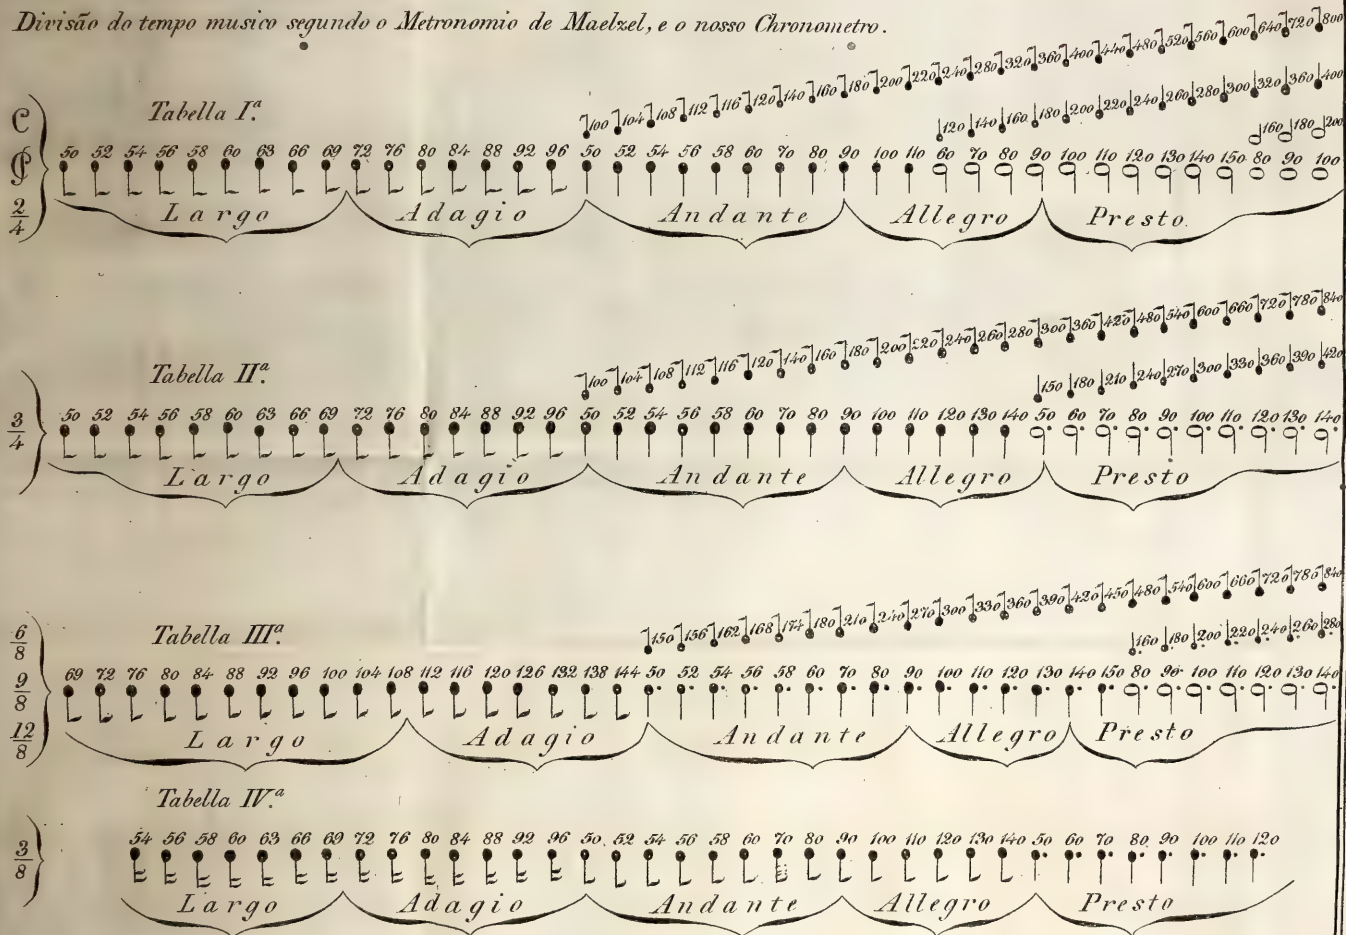 Divisão do tempo musico segundo o Metronomio de Maelzel, e o nosso Chronometro.
100 104 108 112 116 120 140 160 180 200 220 240 280 320 360 400 440 480 520 560 600 640 720 800
Tabella I.ª
120 140 160 180 200 220 240 260 280 300 320 360 400
160 180 200
C
50 52 54 56 58 60 63 66 69 72 76 80 84 88 92 96 50 52 54 56 58 60 70 80 90 100 110 60 70 80 90 100 110 120 130 140 150 80 90 100
2/4
Largo Adagio Andante Allegro Presto.
100 104 108 112 116 120 140 160 180 200 220 240 260 280 300 360 420 480 540 600 660 720 780 840
Tabella II.ª
150 180 210 240 270 300 330 360 390 420
3/4
50 52 54 56 58 60 63 66 69 72 76 80 84 88 92 96 50 52 54 56 58 60 70 80 90 100 110 120 130 140 50 60 70 80 90 100 110 120 130 140
Largo Adagio Andante Allegro Presto
150 156 162 168 174 180 210 240 270 300 330 360 390 420 450 480 540 600 660 720 780 840
6/8
Tabella III.ª
160 180 200 220 240 260 280
9/8
69 72 76 80 84 88 92 96 100 104 108 112 116 120 126 132 138 144 50 52 54 56 58 60 70 80 90 100 110 120 130 140 150 80 90 100 110 120 130 140
12/8
Largo Adagio Andante Allegro Presto
Tabella IV.ª
3/8
54 56 58 60 63 66 69 72 76 80 84 88 92 96 50 52 54 56 58 60 70 80 90 100 110 120 130 140 50 60 70 80 90 100 110 120
Largo Adagio Andante Allegro Presto